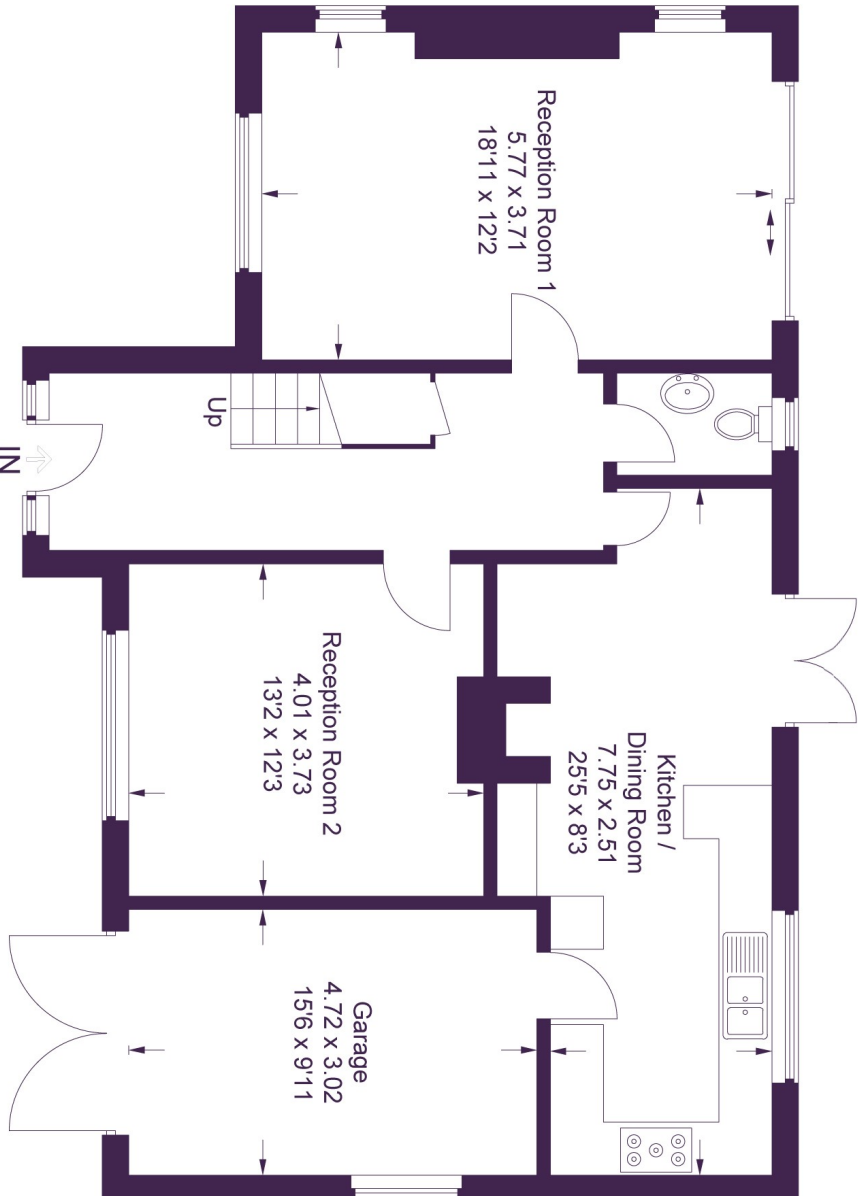 Reception Room 1
5.77 x 3.71
18'11 x 12'2
Kitchen /
Dining Room
7.75 x 2.51
25'5 x 8'3
Up
IN
Reception Room 2
4.01 x 3.73
13'2 x 12'3
Garage
4.72 x 3.02
15'6 x 9'11